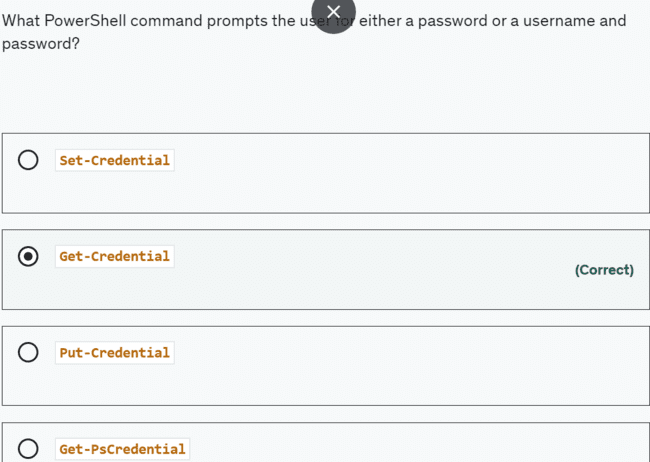 What PowerShell command prompts the user for either a password or a username and
password?
Set-Credential
Get-Credential
(Correct)
Put-Credential
Get-PsCredential